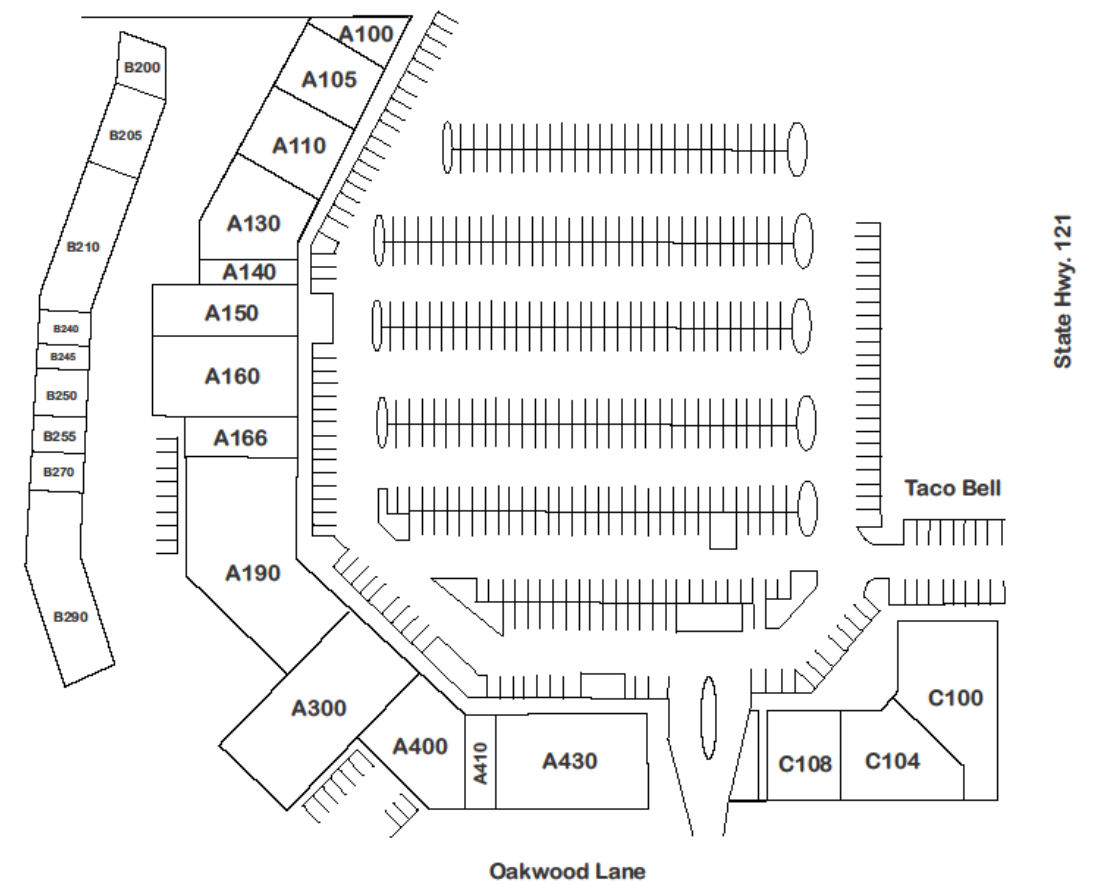 A100
B200
A105
B205
A110
A130
B210
A140
A150
B240
B245
A160
B250
B255
A166
B270
A190
B290
A300
A400
A410
A430
C108
C104
C100
Taco Bell
State Hwy. 121
Oakwood Lane